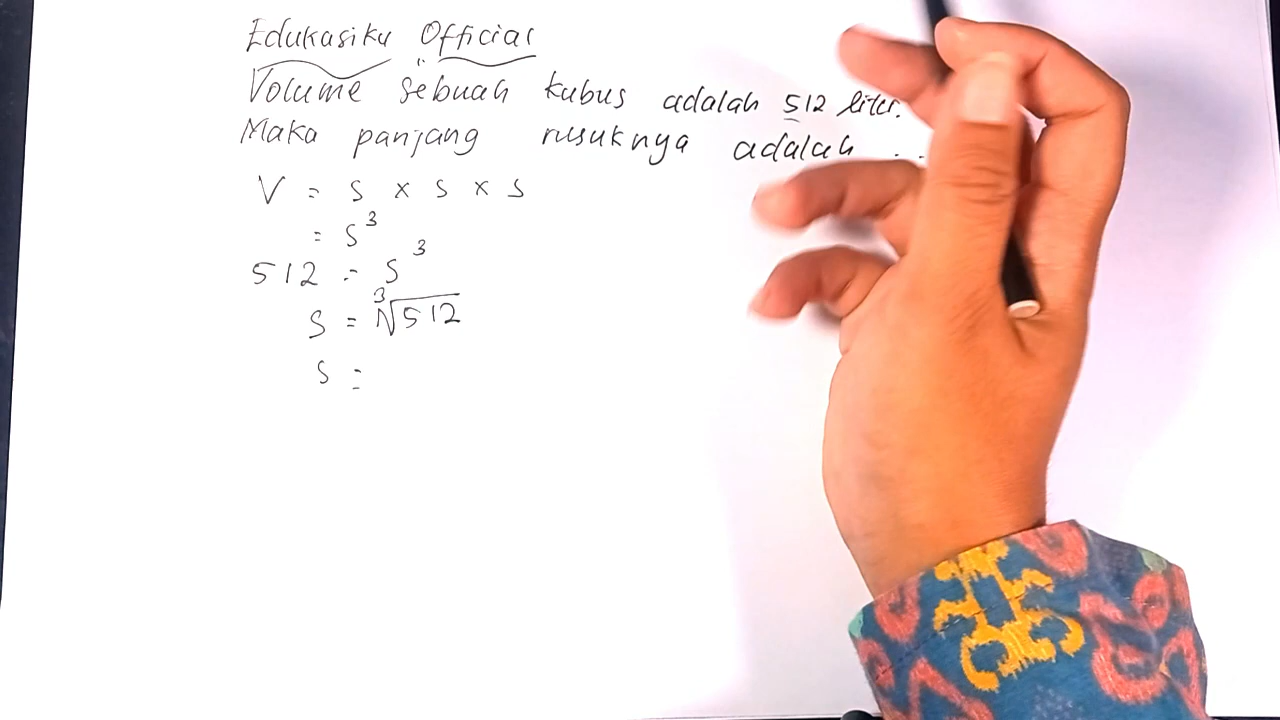 Edukasiku Official
Volume sebuah kubus adalah 512 liter.
Maka panjang rusuknya adalah ..
V = s x s x s
= s³
512 = s³
s = ³√512
s =